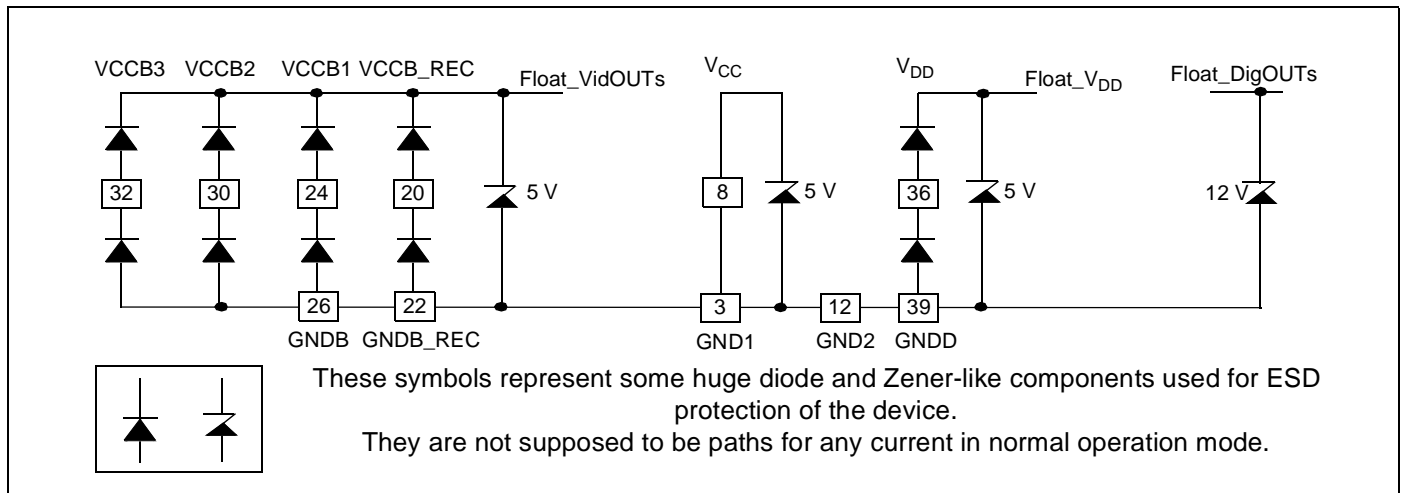 VCCB3 VCCB2 VCCB1 VCCB_REC Float_VidOUTs VCC VDD Float_VDD Float_DigOUTs
32 30 24 20 5 V 8 5 V 36 5 V 12 V
26 22 3 12 39
GNDB GNDB_REC GND1 GND2 GNDD
These symbols represent some huge diode and Zener-like components used for ESD
protection of the device.
They are not supposed to be paths for any current in normal operation mode.